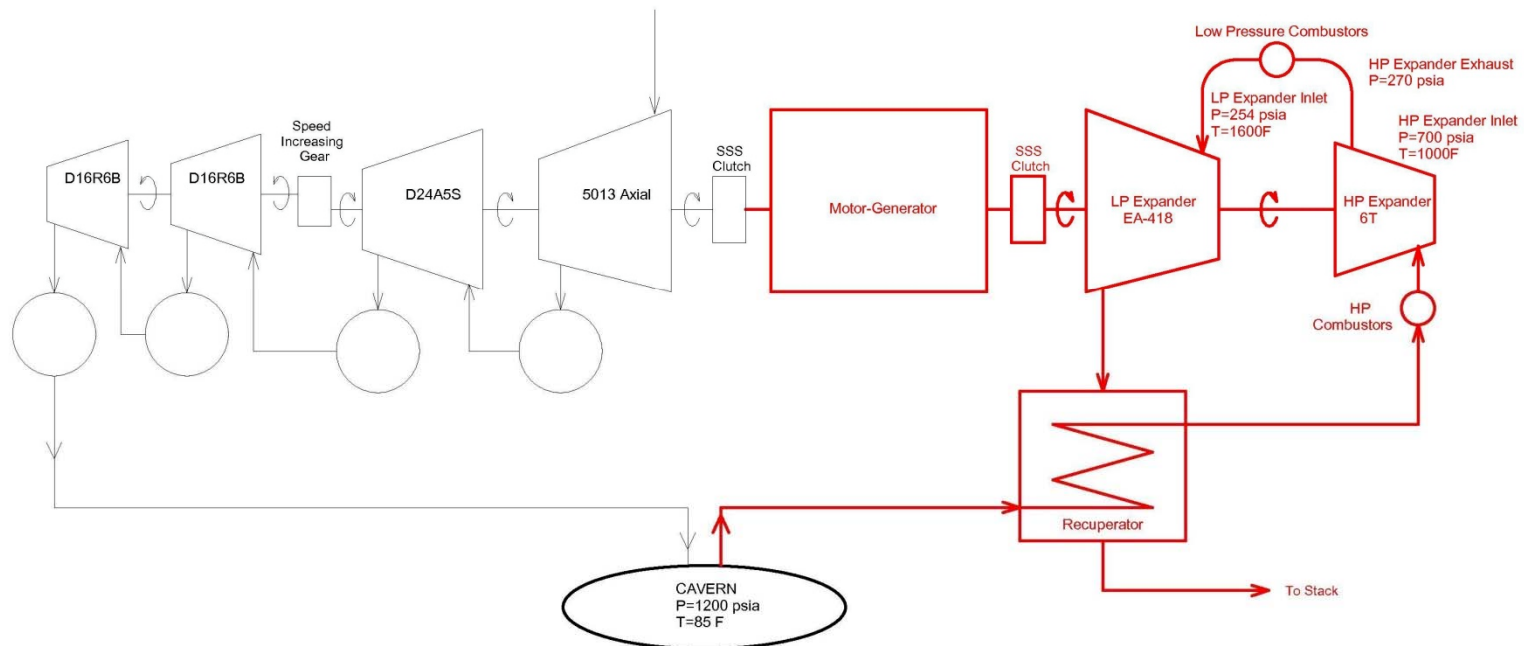 Low Pressure Combustors
HP Expander Exhaust
P=270 psia
LP Expander Inlet
P=254 psia
T=1600F
HP Expander Inlet
P=700 psia
T=1000F
Speed
Increasing
Gear
SSS
Clutch
SSS
Clutch
D16R6B
D16R6B
D24A5S
5013 Axial
Motor-Generator
LP Expander
EA-418
HP Expander
6T
HP
Combustors
Recuperator
To Stack
CAVERN
P=1200 psia
T=85 F